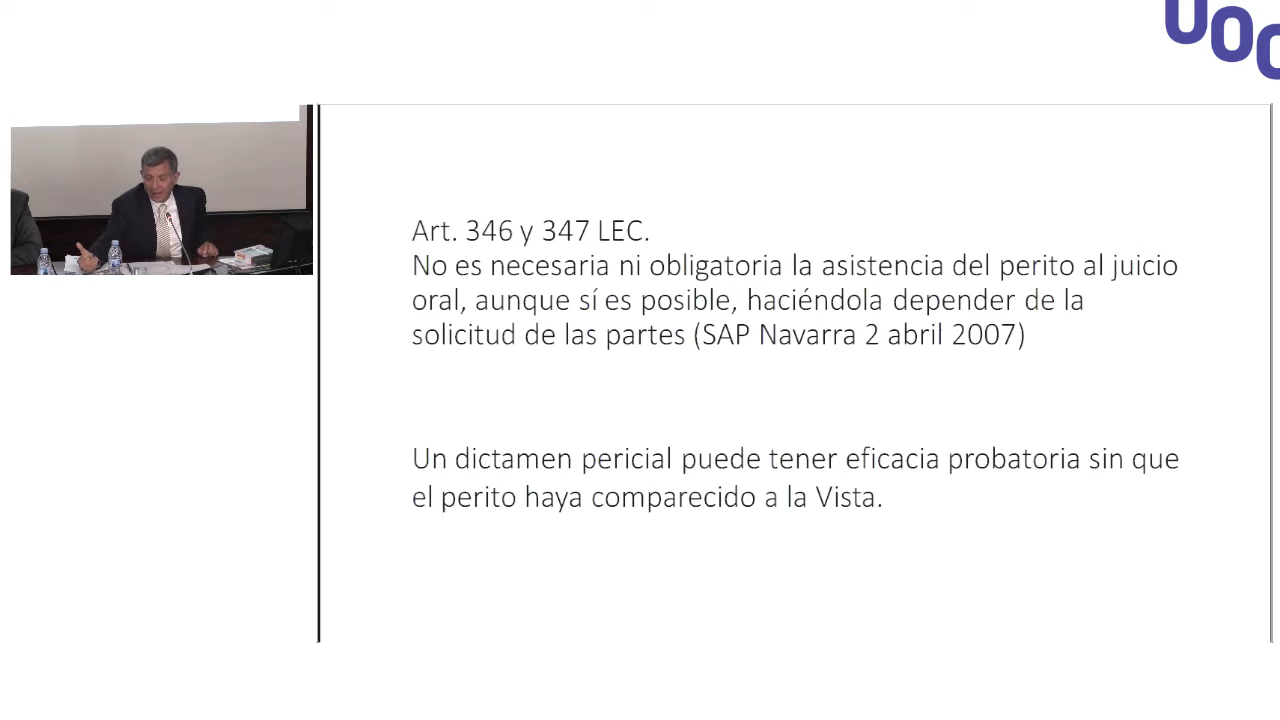 UOC
Art. 346 y 347 LEC.
No es necesaria ni obligatoria la asistencia del perito al juicio
oral, aunque sí es posible, haciéndola depender de la
solicitud de las partes (SAP Navarra 2 abril 2007)
Un dictamen pericial puede tener eficacia probatoria sin que
el perito haya comparecido a la Vista.